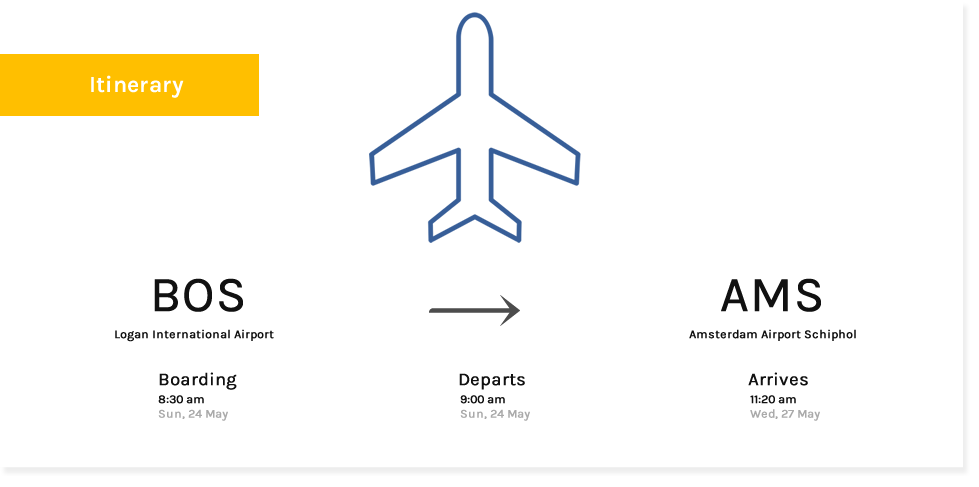 Itinerary
BOS
Logan International Airport
AMS
Amsterdam Airport Schiphol
Boarding
8:30 am
Sun, 24 May
Departs
9:00 am
Sun, 24 May
Arrives
11:20 am
Wed, 27 May